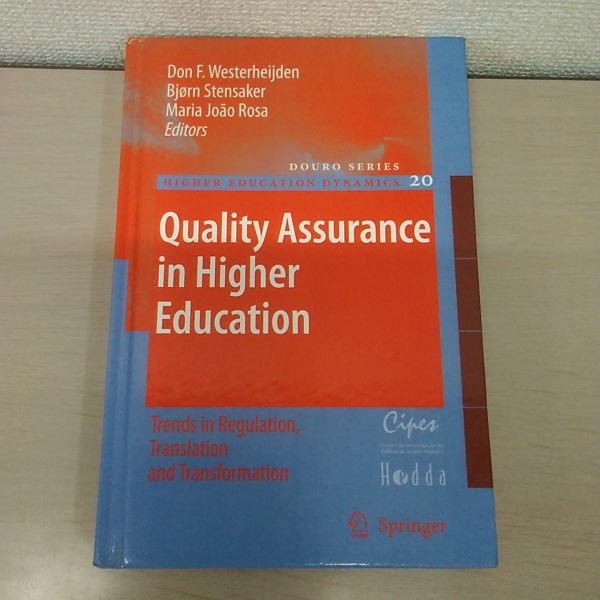 Don F. Westerheijden
Bjørn Stensaker
Maria João Rosa
Editors
DOURO SERIES
HIGHER EDUCATION DYNAMICS 20
Quality Assurance
in Higher
Education
Trends in Regulation,
Translation
and Transformation
Cipes
Hedda
Springer